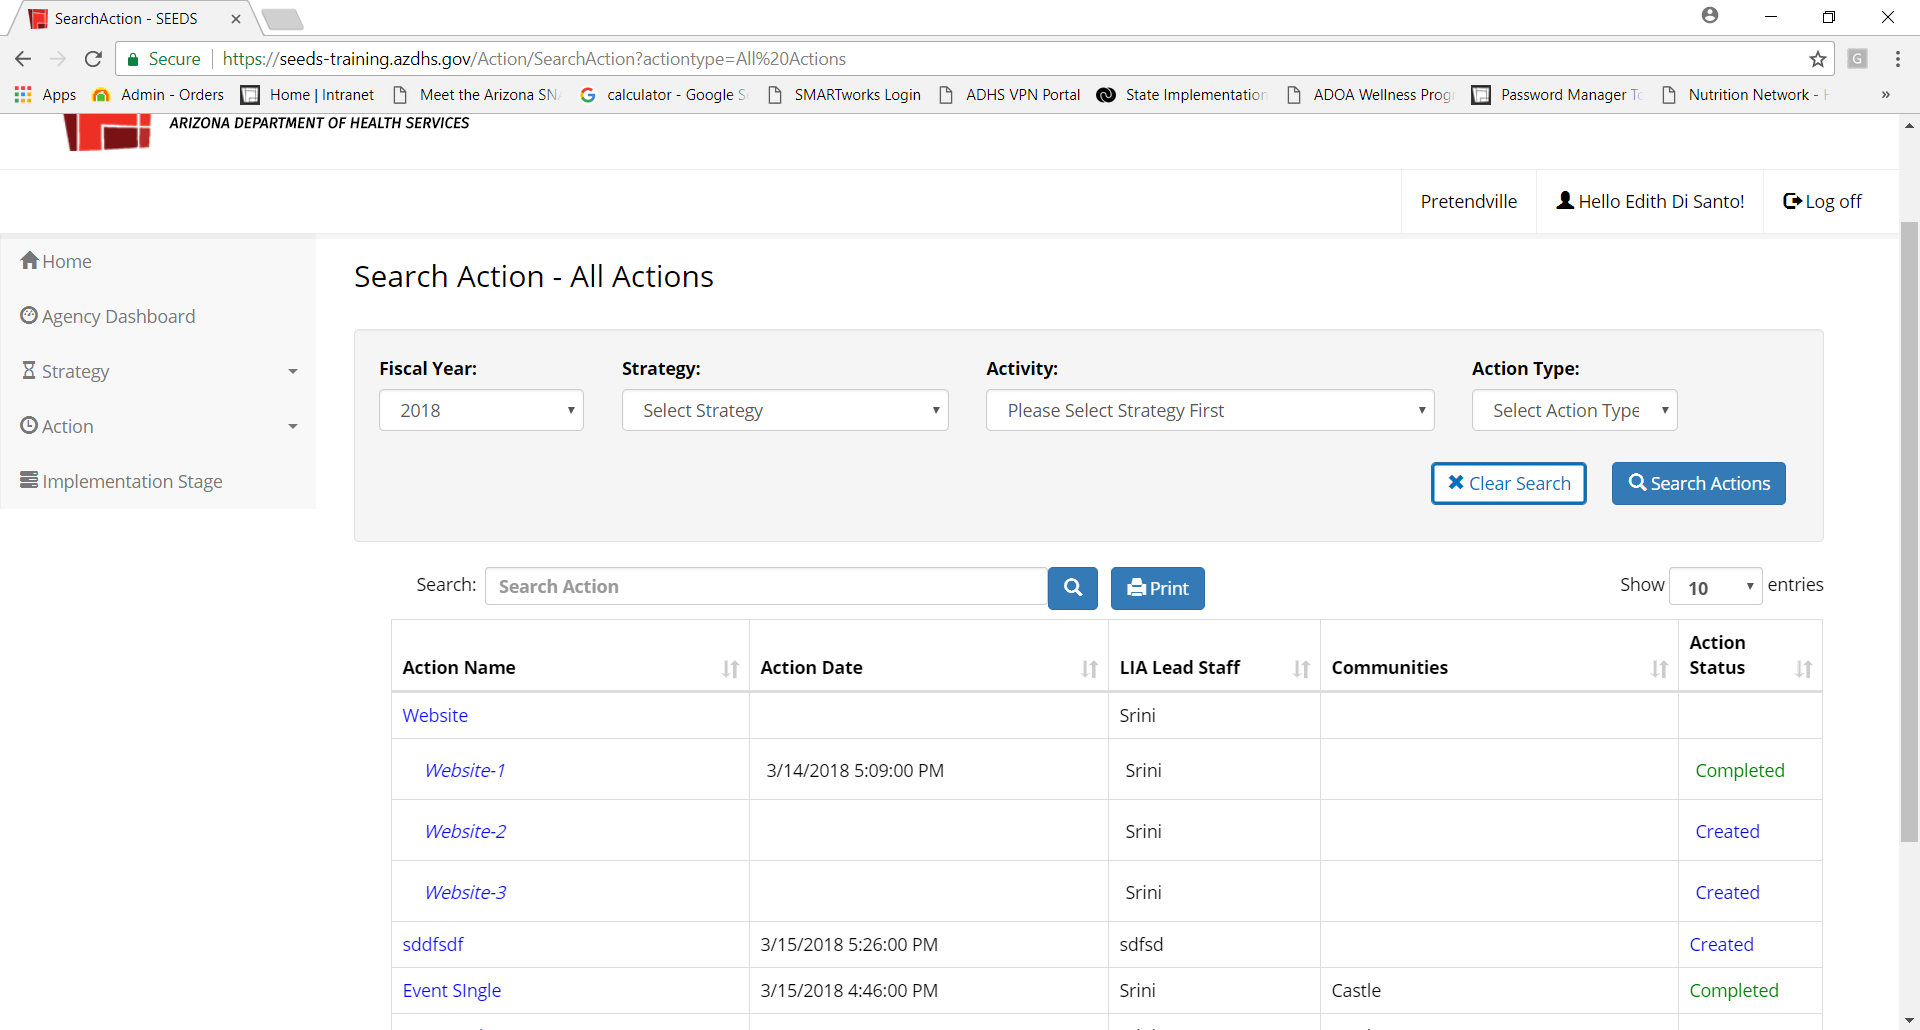 SearchAction - SEEDS
Secure https://seeds-training.azdhs.gov/Action/SearchAction?actiontype=All%20Actions G
Apps Admin - Orders Home | Intranet Meet the Arizona calculator - Google SMARTworks Login ADHS VPN Portal State Implementation ADOA Wellness Password Manager Nutrition Network - »
ARIZONA DEPARTMENT OF HEALTH SERVICES
Pretendville Hello Edith Di Santo! Log off
Home
Agency Dashboard
Strategy
Action
Implementation Stage
Search Action - All Actions
Fiscal Year: Strategy: Activity: Action Type:
2018 Select Strategy Please Select Strategy First Select Action Type
Clear Search Search Actions
Search: Search Action Print Show 10 entries
Action Name Action Date LIA Lead Staff Communities Action Status
Website Srini
Website-1 3/14/2018 5:09:00 PM Srini Completed
Website-2 Srini Created
Website-3 Srini Created
sddfsdf 3/15/2018 5:26:00 PM sdfsd Created
Event SIngle 3/15/2018 4:46:00 PM Srini Castle Completed